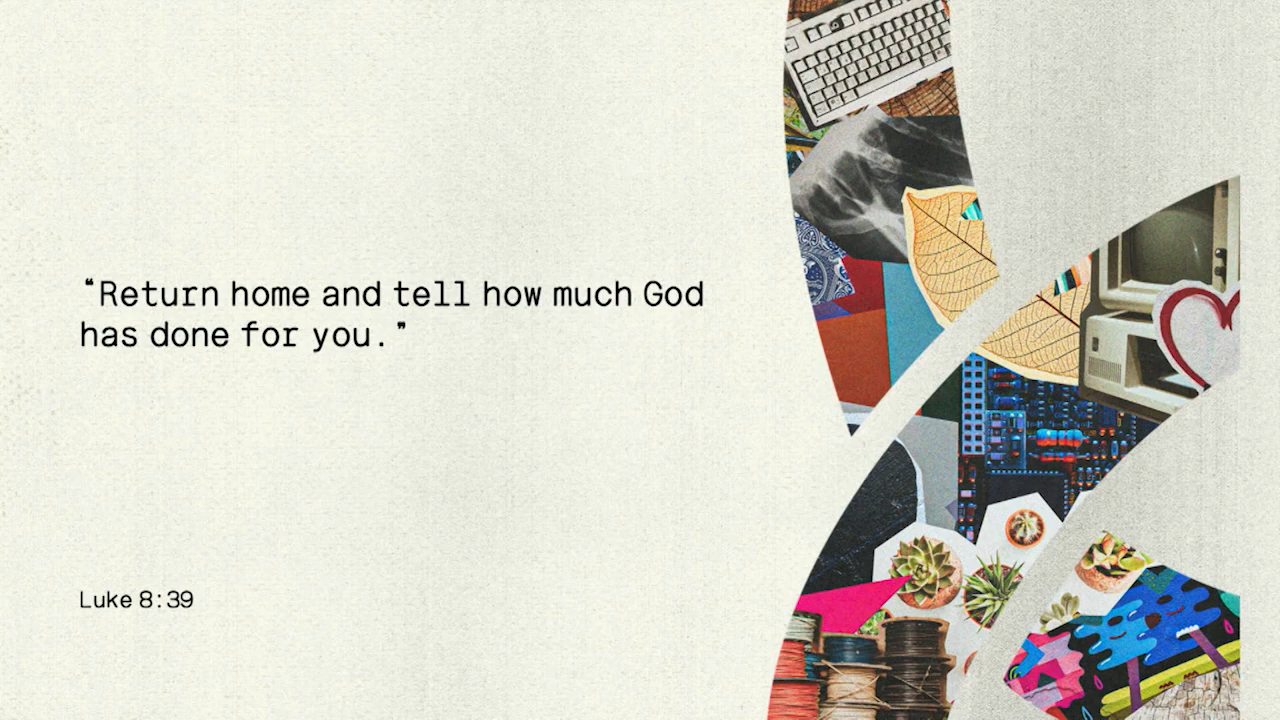 “Return home and tell how much God
has done for you.”
Luke 8:39